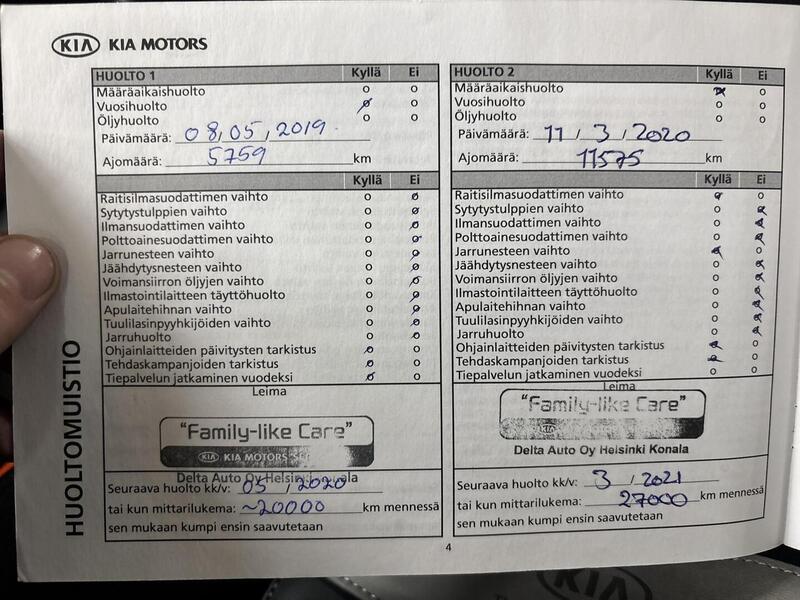 KIA KIA MOTORS
HUOLTOMUISTIO
HUOLTO 1 Kyllä Ei
Määräaikaishuolto o o
Vuosihuolto o o
Öljyhuolto o o
Päivämäärä: 08, 05, 2019
Ajomäärä: 5759 km
Kyllä Ei
Raitisilmasuodattimen vaihto o o
Sytytystulppien vaihto o o
Ilmansuodattimen vaihto o o
Polttoainesuodattimen vaihto o o
Jarrunesteen vaihto o o
Jäähdytysnesteen vaihto o o
Voimansiirron öljyjen vaihto o o
Ilmastointilaitteen täyttöhuolto o o
Apulaitehihnan vaihto o o
Tuulilasinpyyhkijöiden vaihto o o
Jarruhuolto o o
Ohjainlaitteiden päivitysten tarkistus o o
Tehdaskampanjoiden tarkistus o o
Tiepalvelun jatkaminen vuodeksi o o
Leima
"Family-like Care"
KIA KIA MOTORS
Delta Auto Oy Helsinki Konala
Seuraava huolto kk/v: 05 / 2020
tai kun mittarilukema: ~20000 km mennessä
sen mukaan kumpi ensin saavutetaan
HUOLTO 2 Kyllä Ei
Määräaikaishuolto o o
Vuosihuolto o o
Öljyhuolto o o
Päivämäärä: 11 / 3 / 2020
Ajomäärä: 11575 km
Kyllä Ei
Raitisilmasuodattimen vaihto o o
Sytytystulppien vaihto o o
Ilmansuodattimen vaihto o o
Polttoainesuodattimen vaihto o o
Jarrunesteen vaihto o o
Jäähdytysnesteen vaihto o o
Voimansiirron öljyjen vaihto o o
Ilmastointilaitteen täyttöhuolto o o
Apulaitehihnan vaihto o o
Tuulilasinpyyhkijöiden vaihto o o
Jarruhuolto o o
Ohjainlaitteiden päivitysten tarkistus o o
Tehdaskampanjoiden tarkistus o o
Tiepalvelun jatkaminen vuodeksi o o
Leima
"Family-like Care"
KIA
Delta Auto Oy Helsinki Konala
Seuraava huolto kk/v: 3 / 2021
tai kun mittarilukema: 27000 km mennessä
sen mukaan kumpi ensin saavutetaan
4
KIA